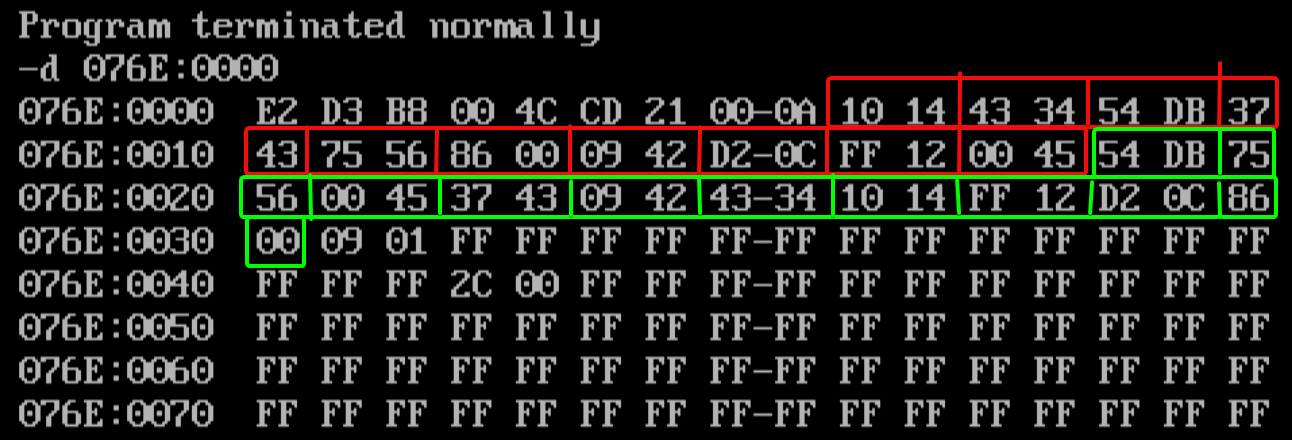 Program terminated normally
-d 076E:0000
076E:0000 E2 D3 B8 00 4C CD 21 00-0A 10 14 43 34 54 DB 37
076E:0010 43 75 56 86 00 09 42 D2-0C FF 12 00 45 54 DB 75
076E:0020 56 00 45 37 43 09 42 43-34 10 14 FF 12 D2 0C 86
076E:0030 00 09 01 FF FF FF FF FF-FF FF FF FF FF FF FF FF
076E:0040 FF FF FF 2C 00 FF FF FF-FF FF FF FF FF FF FF FF
076E:0050 FF FF FF FF FF FF FF FF-FF FF FF FF FF FF FF FF
076E:0060 FF FF FF FF FF FF FF FF-FF FF FF FF FF FF FF FF
076E:0070 FF FF FF FF FF FF FF FF-FF FF FF FF FF FF FF FF